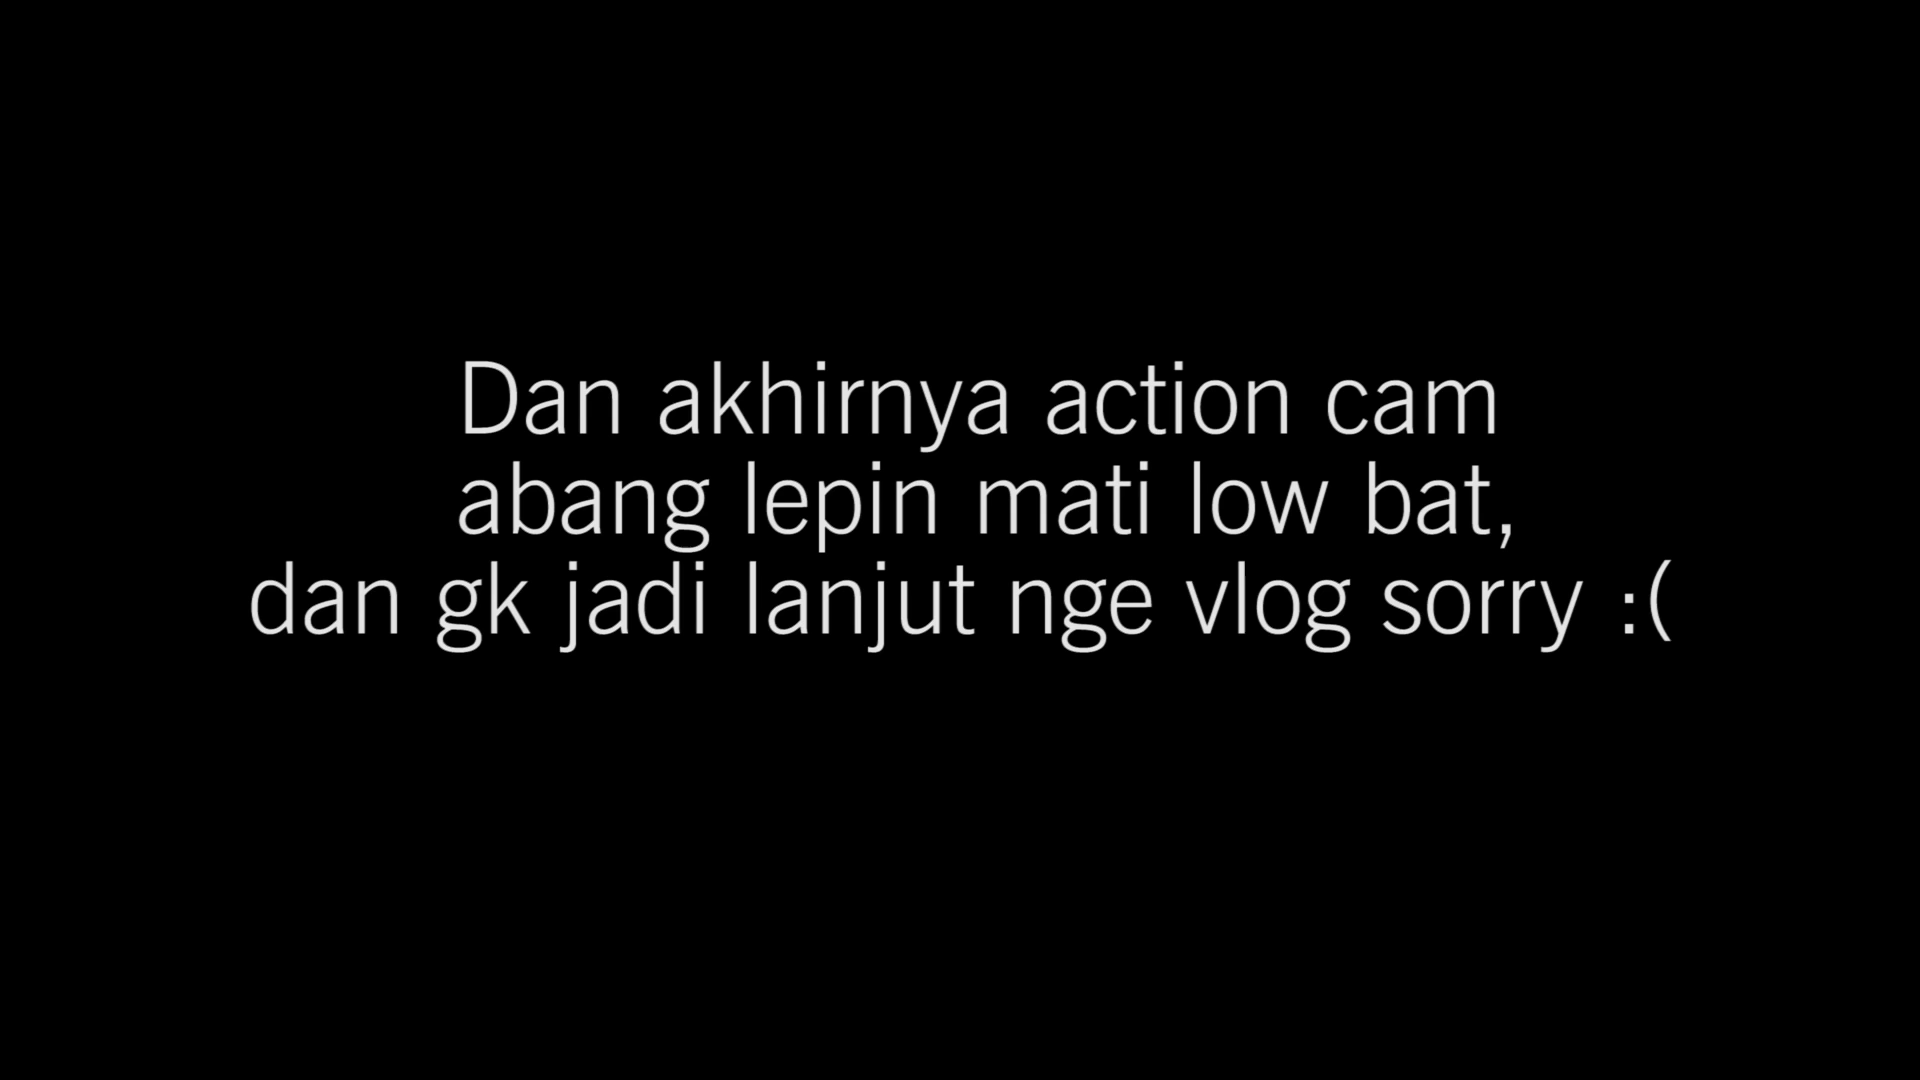 Dan akhirnya action cam
abang lepin mati low bat,
dan gk jadi lanjut nge vlog sorry :(